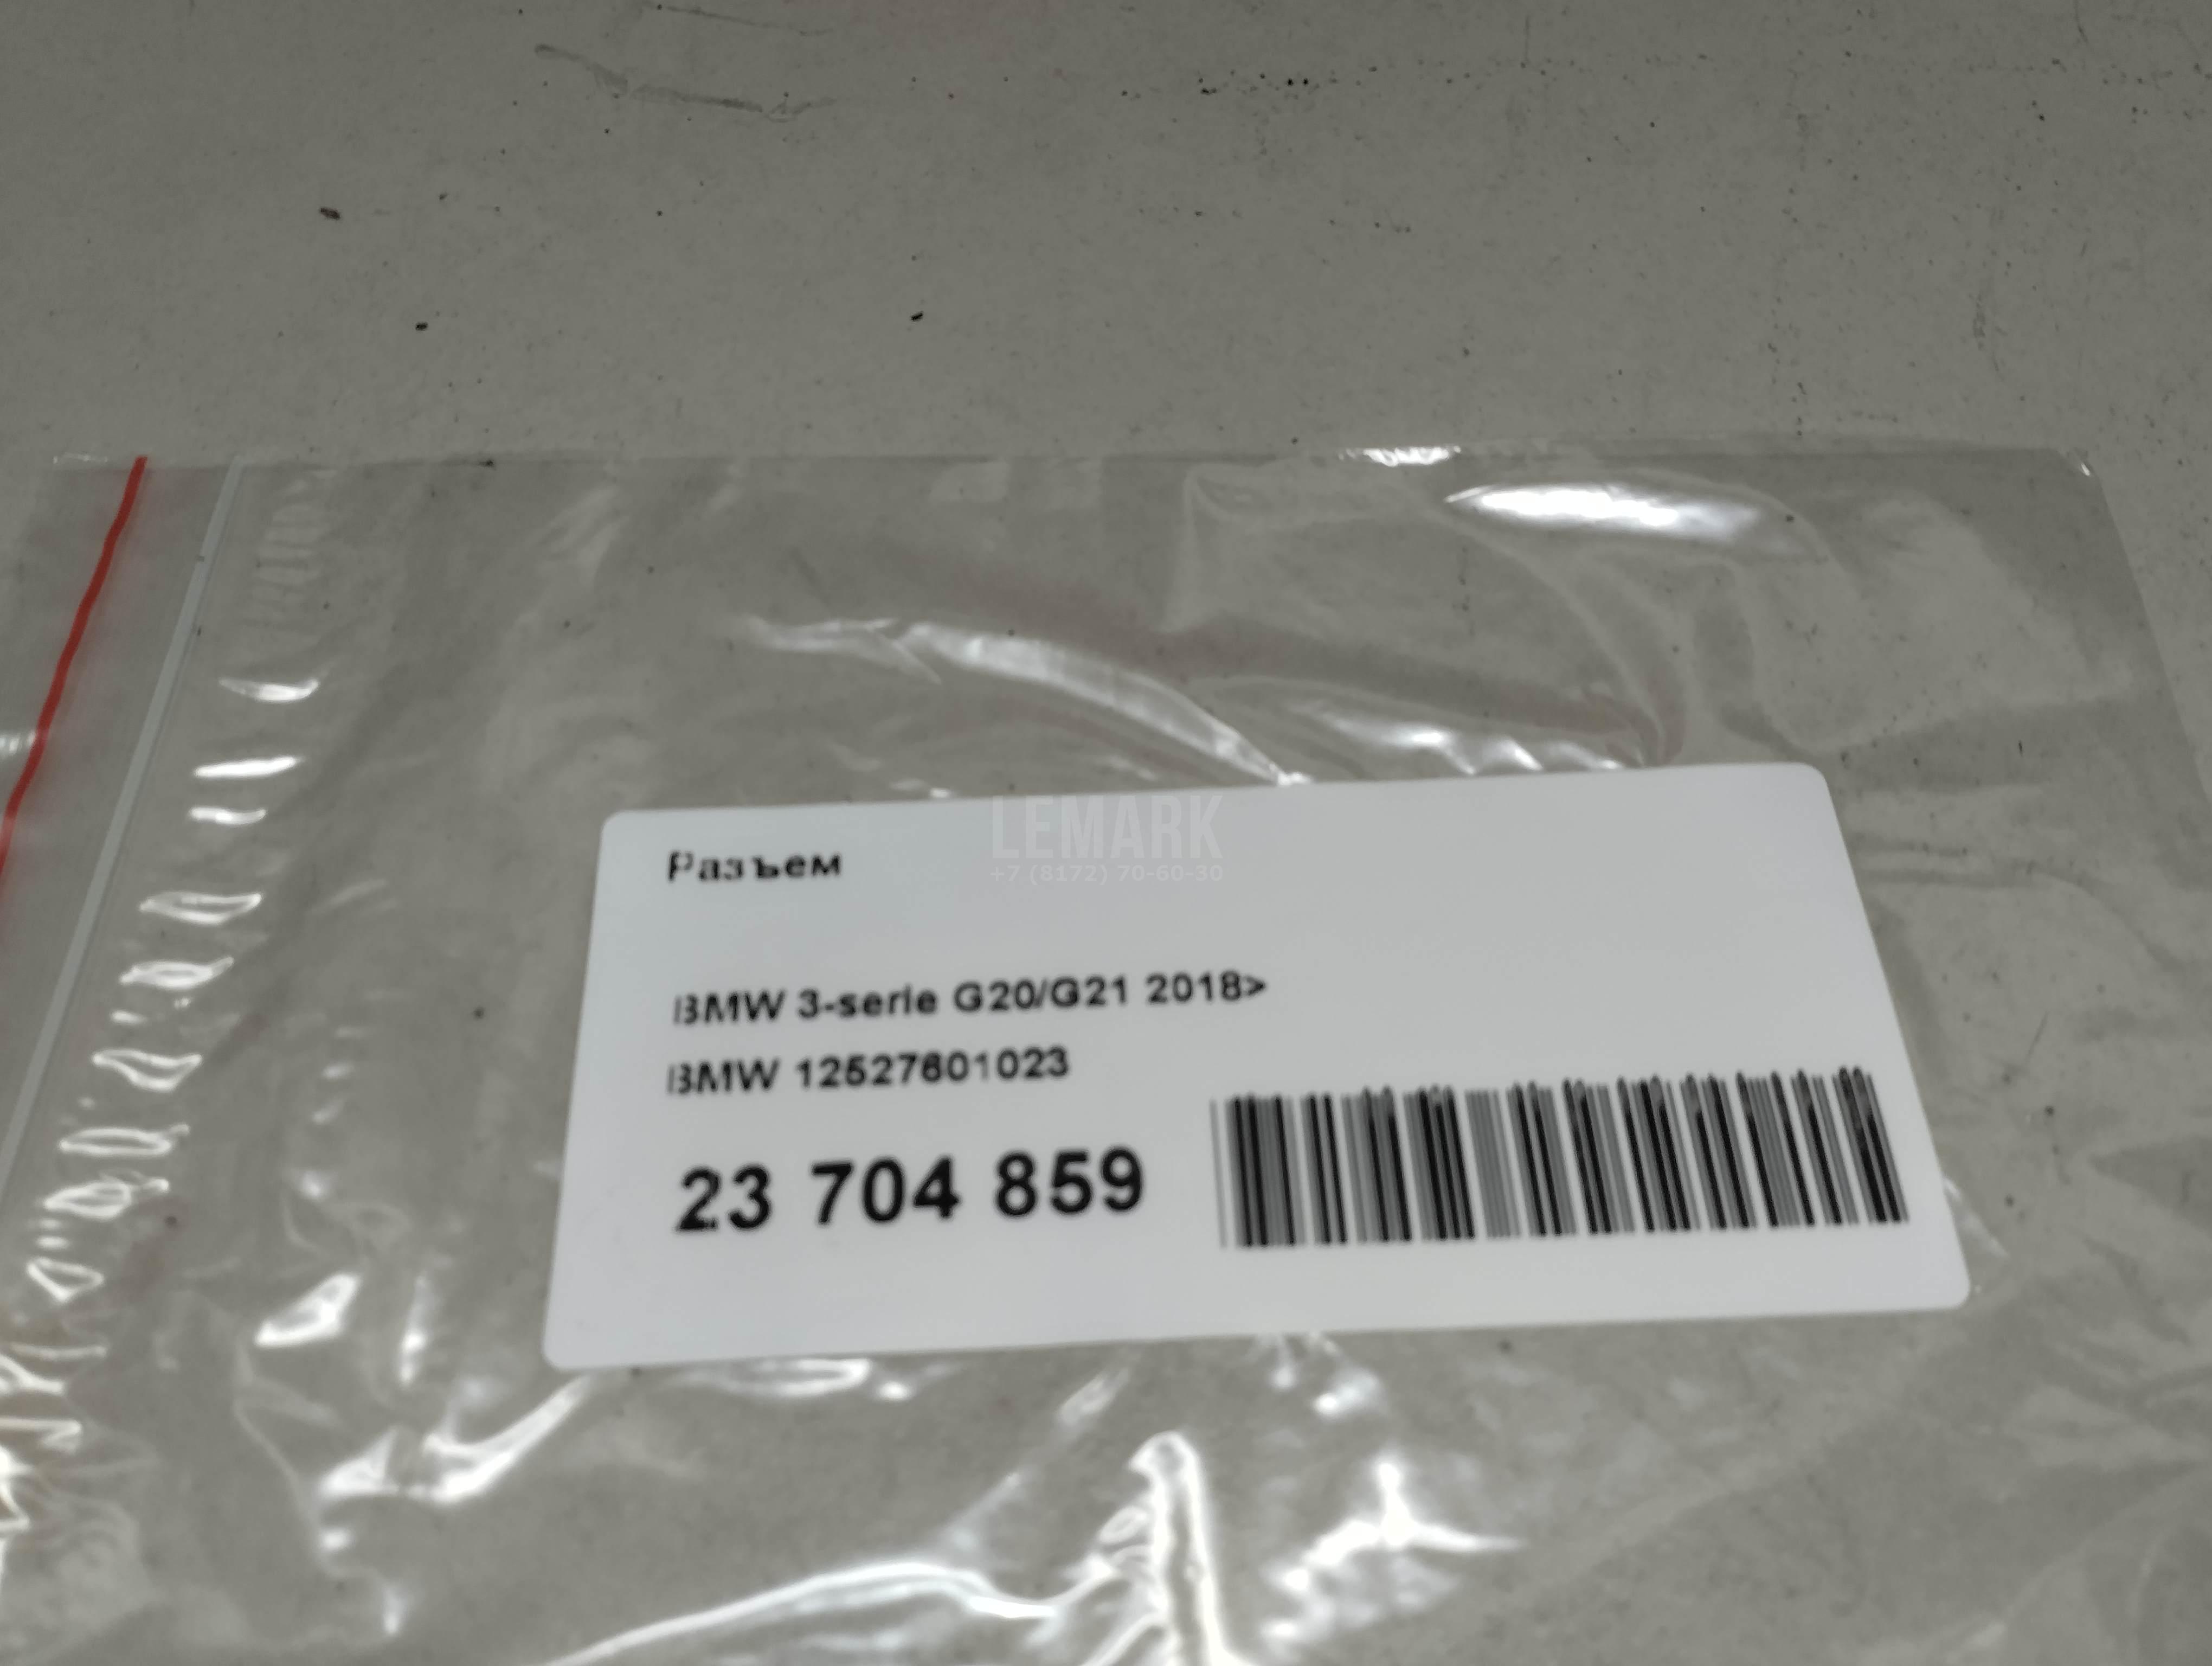 LEMARK
+7 (8172) 70-60-30
Разъем
BMW 3-serie G20/G21 2018>
BMW 12527601023
23 704 859